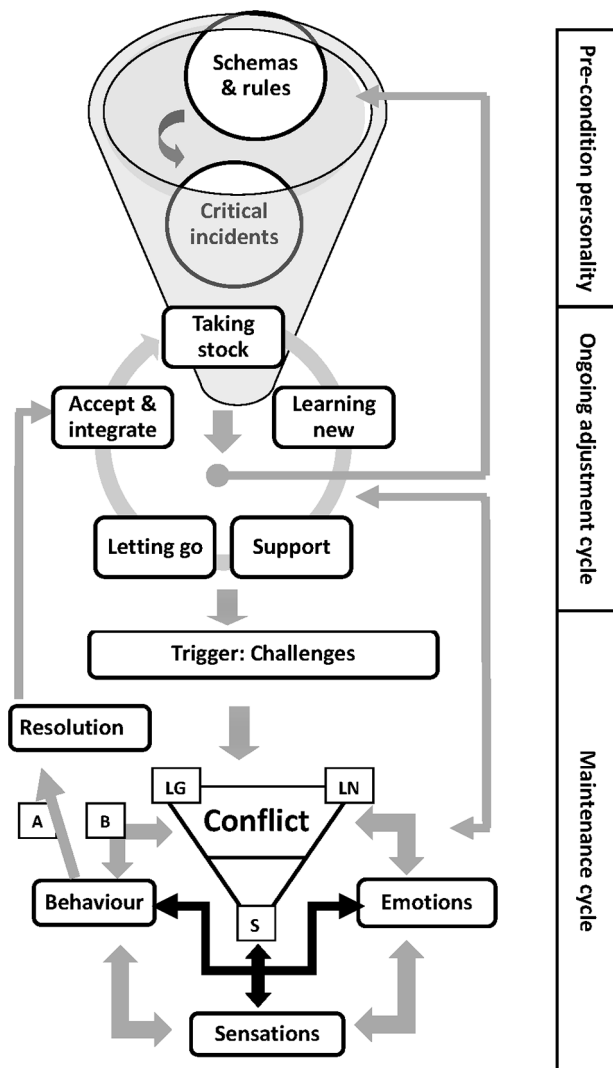 Schemas
& rules
Critical
incidents
Taking
stock
Accept &
integrate
Learning
new
Letting go
Support
Trigger: Challenges
Resolution
LG
LN
Conflict
A
B
S
Behaviour
Emotions
Sensations
Pre-condition personality
Ongoing adjustment cycle
Maintenance cycle